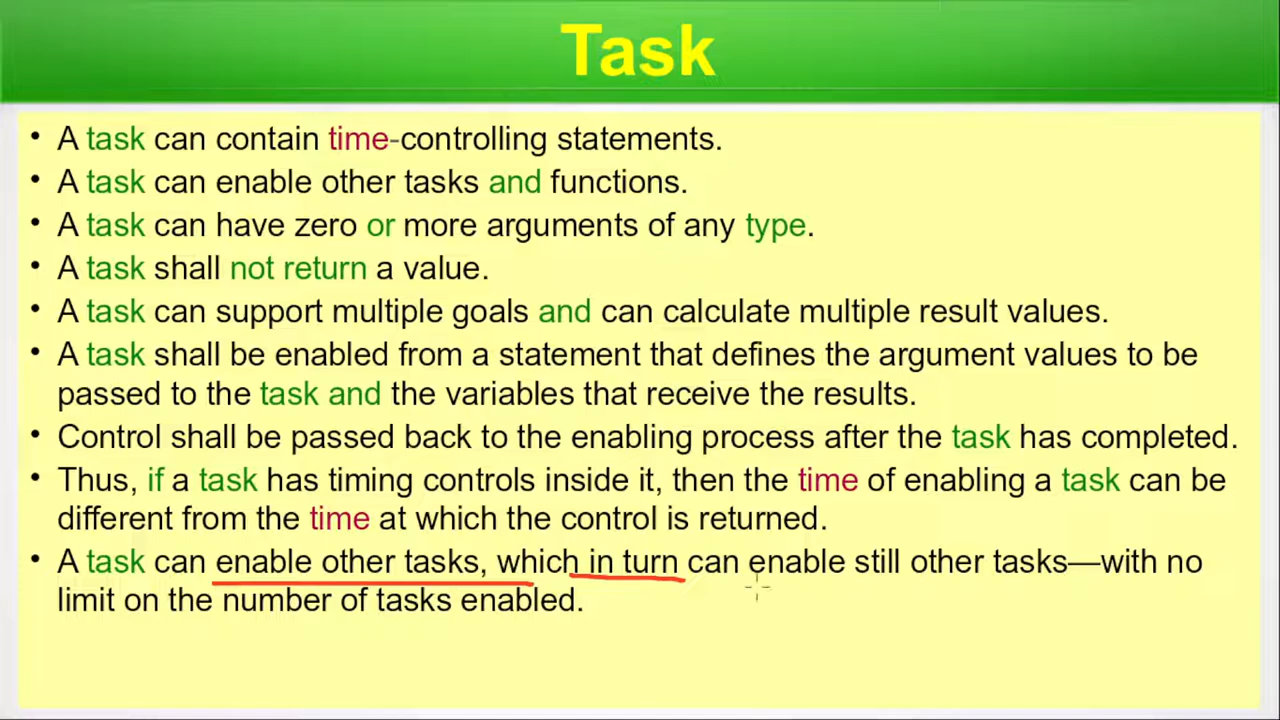 Task
• A task can contain time-controlling statements.
• A task can enable other tasks and functions.
• A task can have zero or more arguments of any type.
• A task shall not return a value.
• A task can support multiple goals and can calculate multiple result values.
• A task shall be enabled from a statement that defines the argument values to be
passed to the task and the variables that receive the results.
• Control shall be passed back to the enabling process after the task has completed.
• Thus, if a task has timing controls inside it, then the time of enabling a task can be
different from the time at which the control is returned.
• A task can enable other tasks, which in turn can enable still other tasks—with no
limit on the number of tasks enabled.